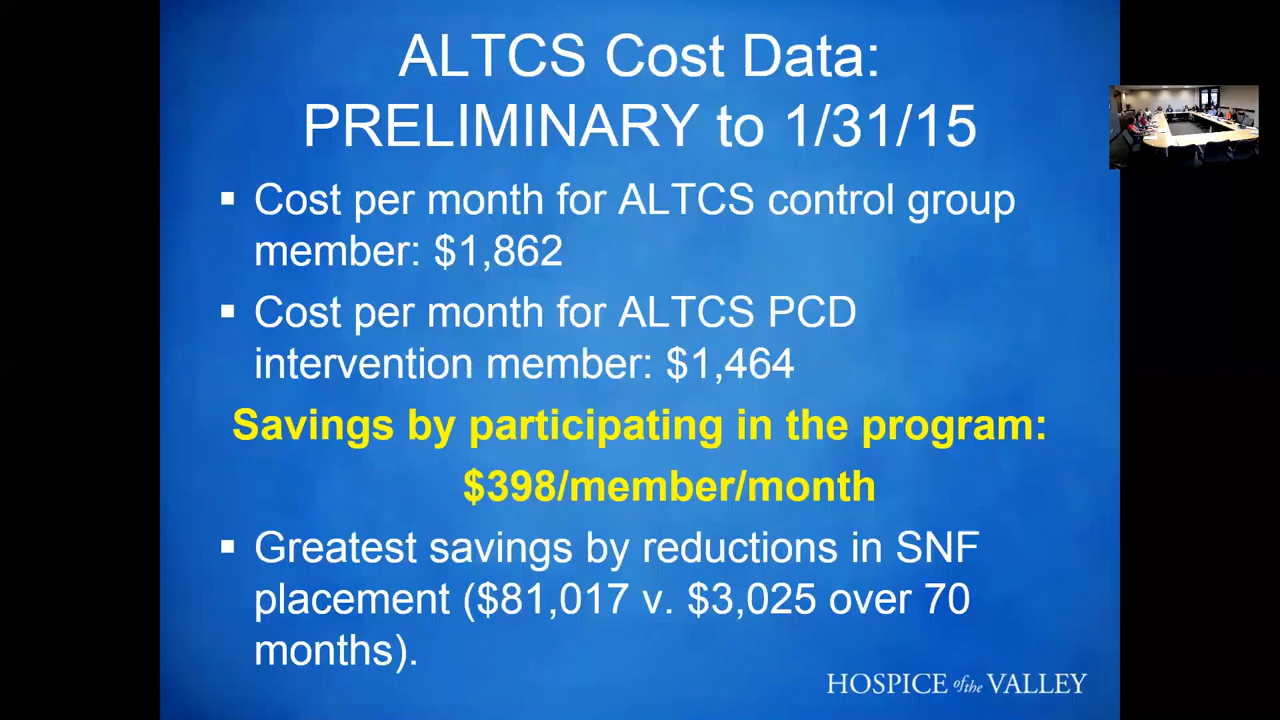 ALTCS Cost Data:
PRELIMINARY to 1/31/15
▪ Cost per month for ALTCS control group
member: $1,862
▪ Cost per month for ALTCS PCD
intervention member: $1,464
Savings by participating in the program:
$398/member/month
▪ Greatest savings by reductions in SNF
placement ($81,017 v. $3,025 over 70
months).
HOSPICE of the VALLEY